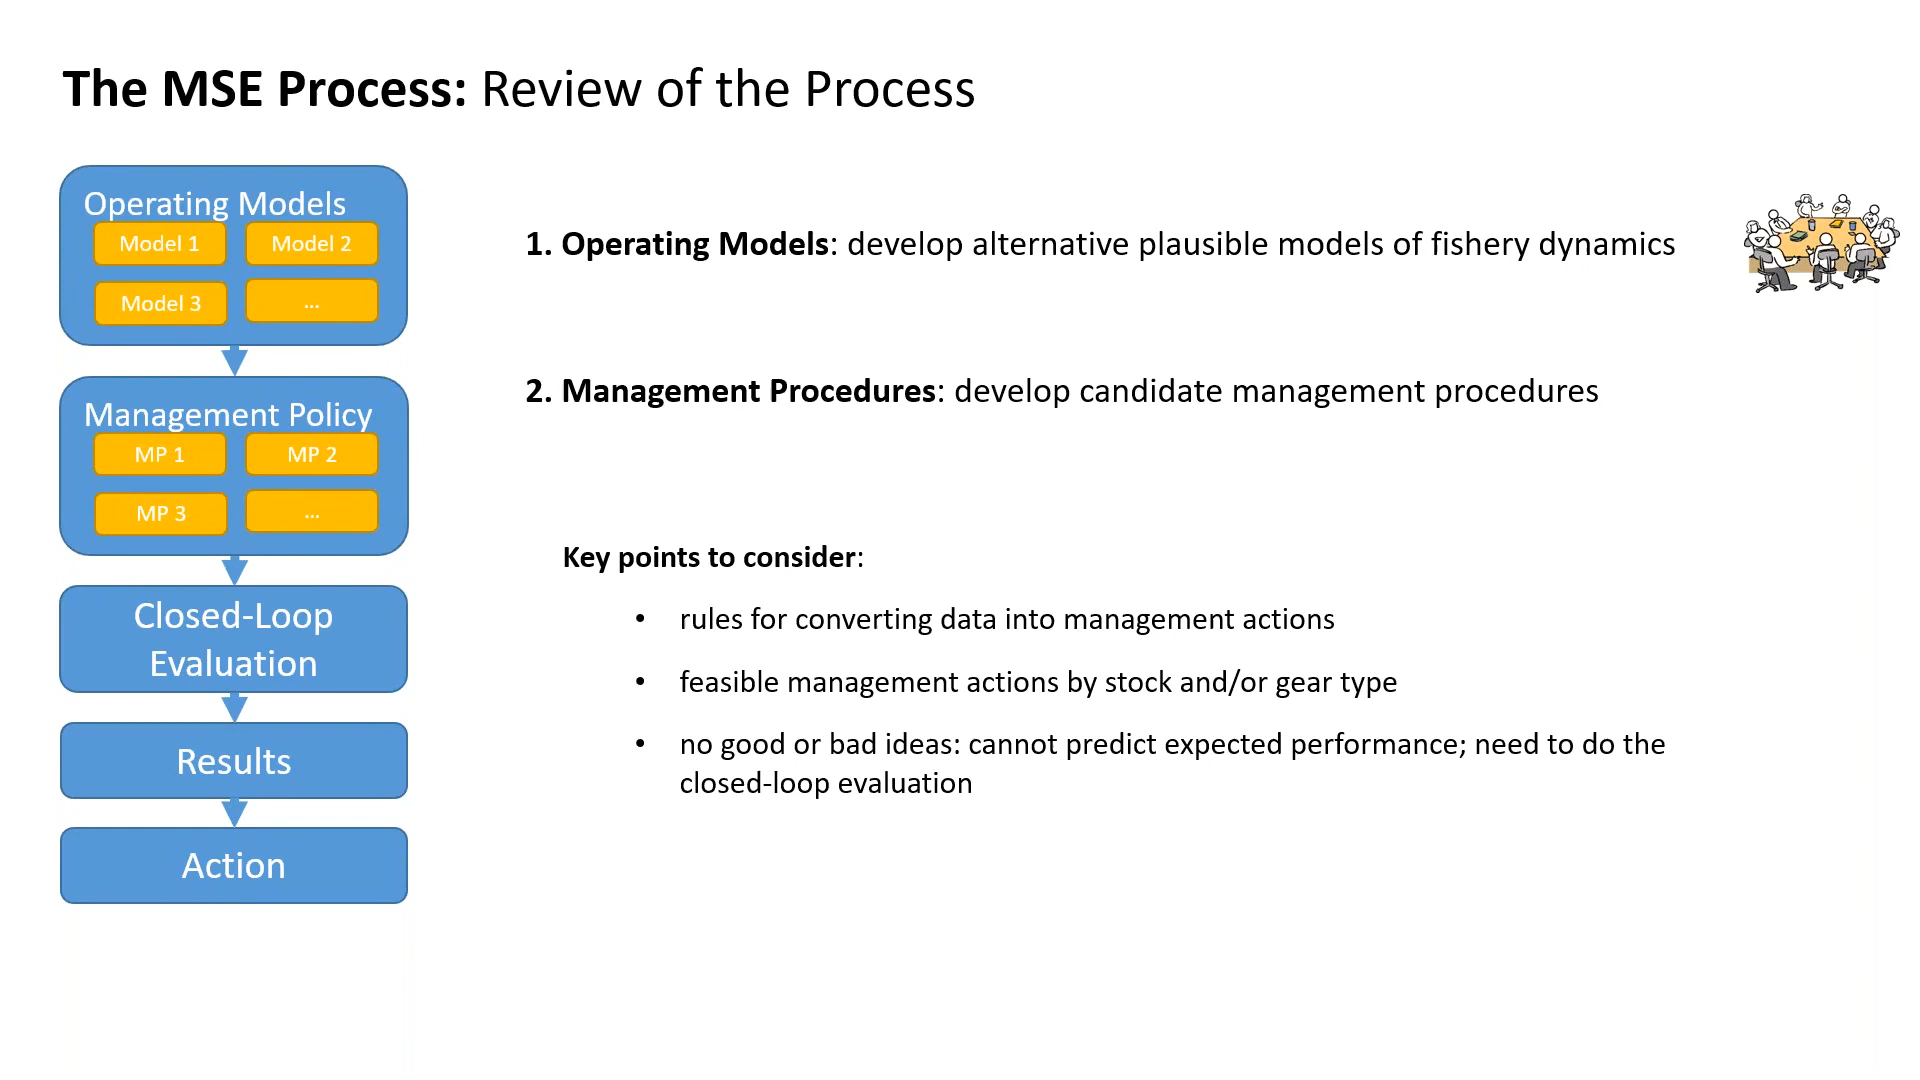 The MSE Process: Review of the Process
Operating Models
Model 1
Model 2
Model 3
...
Management Policy
MP 1
MP 2
MP 3
...
Closed-Loop
Evaluation
Results
Action
1. Operating Models: develop alternative plausible models of fishery dynamics
2. Management Procedures: develop candidate management procedures
Key points to consider:
• rules for converting data into management actions
• feasible management actions by stock and/or gear type
• no good or bad ideas: cannot predict expected performance; need to do the
closed-loop evaluation